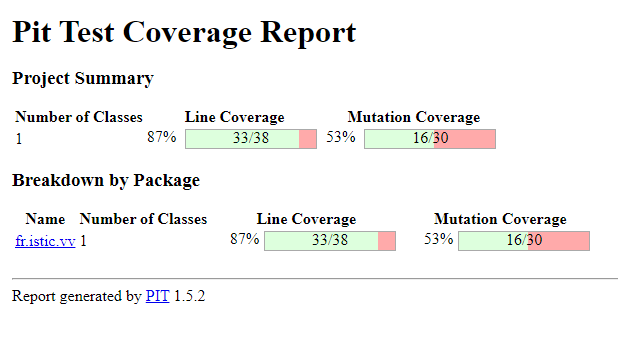 Pit Test Coverage Report
Project Summary
Number of Classes Line Coverage Mutation Coverage
1 87% 33/38 53% 16/30
Breakdown by Package
Name Number of Classes Line Coverage Mutation Coverage
fr.istic.vv 1 87% 33/38 53% 16/30
Report generated by PIT 1.5.2